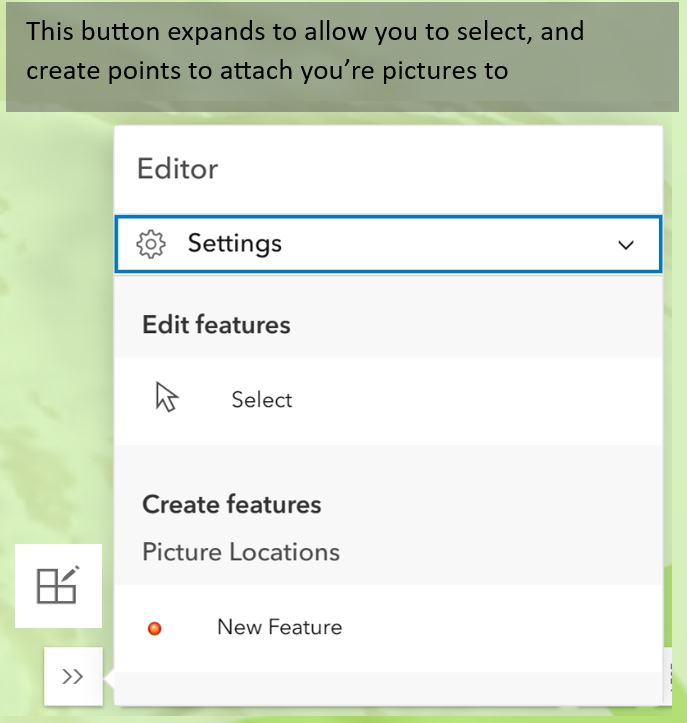 This button expands to allow you to select, and
create points to attach you’re pictures to
Editor
Settings
Edit features
Select
Create features
Picture Locations
New Feature